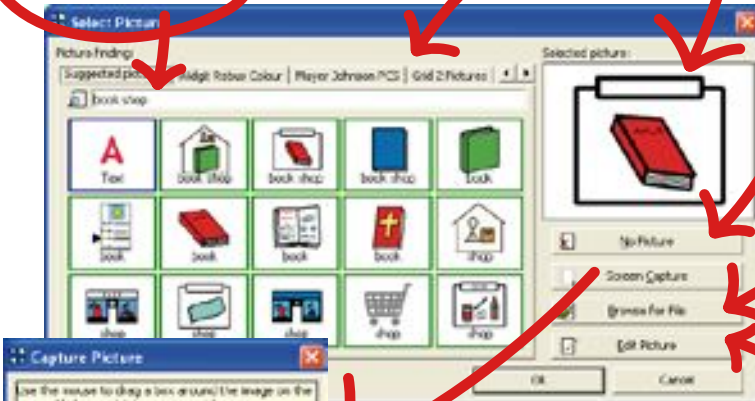 Select Picture
Picture finding:
Selected picture:
Suggested Widgit Rebus Colour Mayer Johnson PCS Grid 2 Pictures
book shop
A
Text
book shop
book shop
book shop
book
book
book
book
book
shop
shop
shop
shop
shop
shop
No Picture
Screen Capture
Browse for File
Edit Picture
OK
Cancel
Capture Picture
Use the mouse to drag a box around the image on the